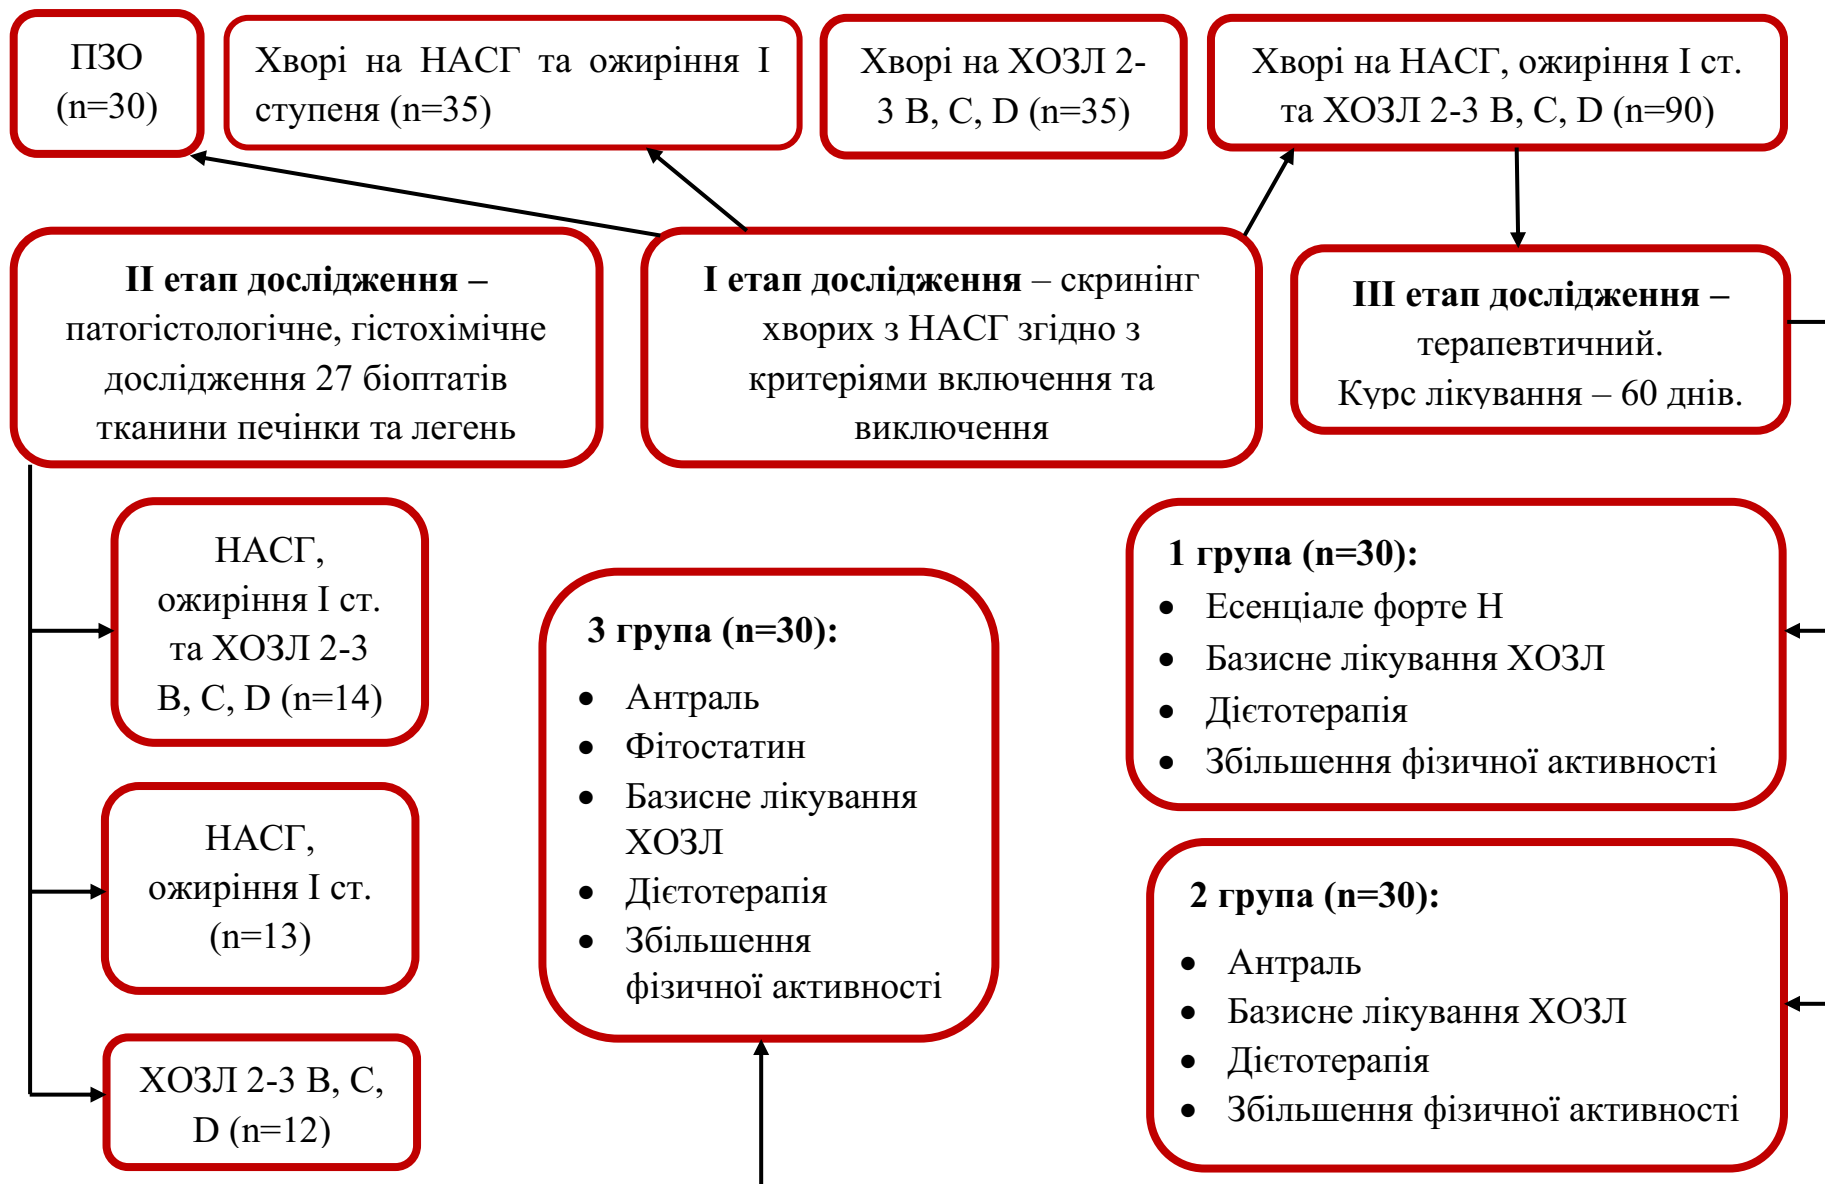 ПЗО
(n=30)
Хворі на НАСГ та ожиріння І
ступеня (n=35)
Хворі на ХОЗЛ 2-
3 В, С, D (n=35)
Хворі на НАСГ, ожиріння І ст.
та ХОЗЛ 2-3 В, С, D (n=90)
ІІ етап дослідження –
патогістологічне, гістохімічне
дослідження 27 біоптатів
тканини печінки та легень
І етап дослідження – скринінг
хворих з НАСГ згідно з
критеріями включення та
виключення
ІІІ етап дослідження –
терапевтичний.
Курс лікування – 60 днів.
НАСГ,
ожиріння І ст.
та ХОЗЛ 2-3
В, С, D (n=14)
НАСГ,
ожиріння І ст.
(n=13)
ХОЗЛ 2-3 В, С,
D (n=12)
3 група (n=30):
• Антраль
• Фітостатин
• Базисне лікування
ХОЗЛ
• Дієтотерапія
• Збільшення
фізичної активності
1 група (n=30):
• Есенціале форте Н
• Базисне лікування ХОЗЛ
• Дієтотерапія
• Збільшення фізичної активності
2 група (n=30):
• Антраль
• Базисне лікування ХОЗЛ
• Дієтотерапія
• Збільшення фізичної активності